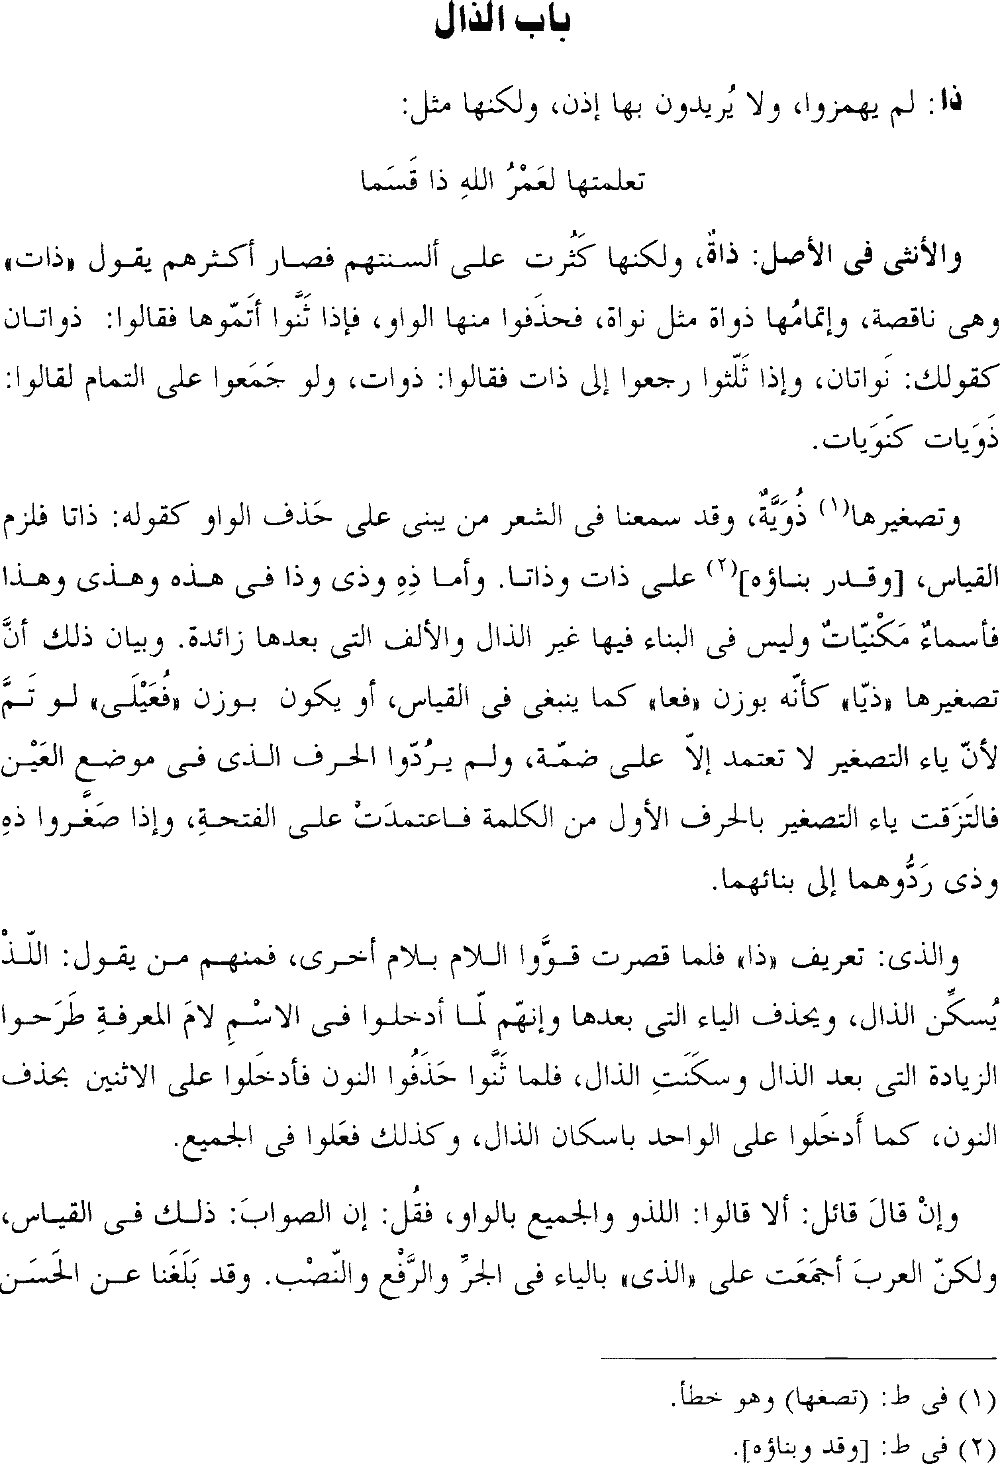 باب الذال
ذا: لم يهمزوا، ولا يُريدون بها إذن، ولكنها مثل:
تعلمتها لعَمْرُ اللهِ ذا قَسَما
والأنثى فى الأصل: ذاةٌ، ولكنها كَثُرت على ألسنتهم فصار أكثرهم يقول «ذات»
وهى ناقصة، وإتمامُها ذواة مثل نواة، فحذَفوا منها الواو، فإذا ثَنَّوا أتَمّوها فقالوا: ذواتان
كقولك: نَواتان، وإذا ثَلّثوا رجعوا إلى ذات فقالوا: ذوات، ولو جَمَعوا على التمام لقالوا:
ذَوَيات كنَوَيات.
وتصغيرها(١) ذُوَيَّةٌ، وقد سمعنا فى الشعر من يبنى على حَذف الواو كقوله: ذاتا فلزم
القياس، [وقدر بناؤه](٢) على ذات وذاتا. وأما ذِهِ وذى وذا فى هذه وهذى وهذا
فأسماءٌ مَكْنيّاتٌ وليس فى البناء فيها غير الذال والألف التى بعدها زائدة. وبيان ذلك أنَّ
تصغيرها «ذيّا» كأنّه بوزن «فعا» كما ينبغى فى القياس، أو يكون بوزن «فُعَيْلَى» لو تَمَّ
لأنّ ياء التصغير لا تعتمد إلاّ على ضمّة، ولم يرُدّوا الحرف الذى فى موضع العَيْن
فالتَزَقت ياء التصغير بالحرف الأول من الكلمة فاعتمدَتْ على الفتحةِ، وإذا صَغَّروا ذهِ
وذى رَدُّوهما إلى بنائهما.
والذى: تعريف «ذا» فلما قصرت قوَّوا اللام بلام أخرى، فمنهم من يقول: اللّذْ
يُسكِّن الذال، ويحذف الياء التى بعدها وإنهّم لمّا أدخلوا فى الاسْمِ لامَ المعرفةِ طَرَحوا
الزيادة التى بعد الذال وسكَنَتِ الذال، فلما ثَنَّوا حَذَفُوا النون فأدخَلوا على الاثنين بحذف
النون، كما أَدخَلوا على الواحد باسكان الذال، وكذلك فعَلوا فى الجميع.
وإنْ قالَ قائل: ألا قالوا: اللذو والجميع بالواو، فقُل: إن الصوابَ: ذلك فى القياس،
ولكنّ العربَ أجمَعَت على «الذى» بالياء فى الجرِّ والرَّفْع والنّصْب. وقد بَلَغَنا عن الحَسَن
(١) فى ط: (تصغها) وهو خطأ.
(٢) فى ط: [وقد وبناؤه].